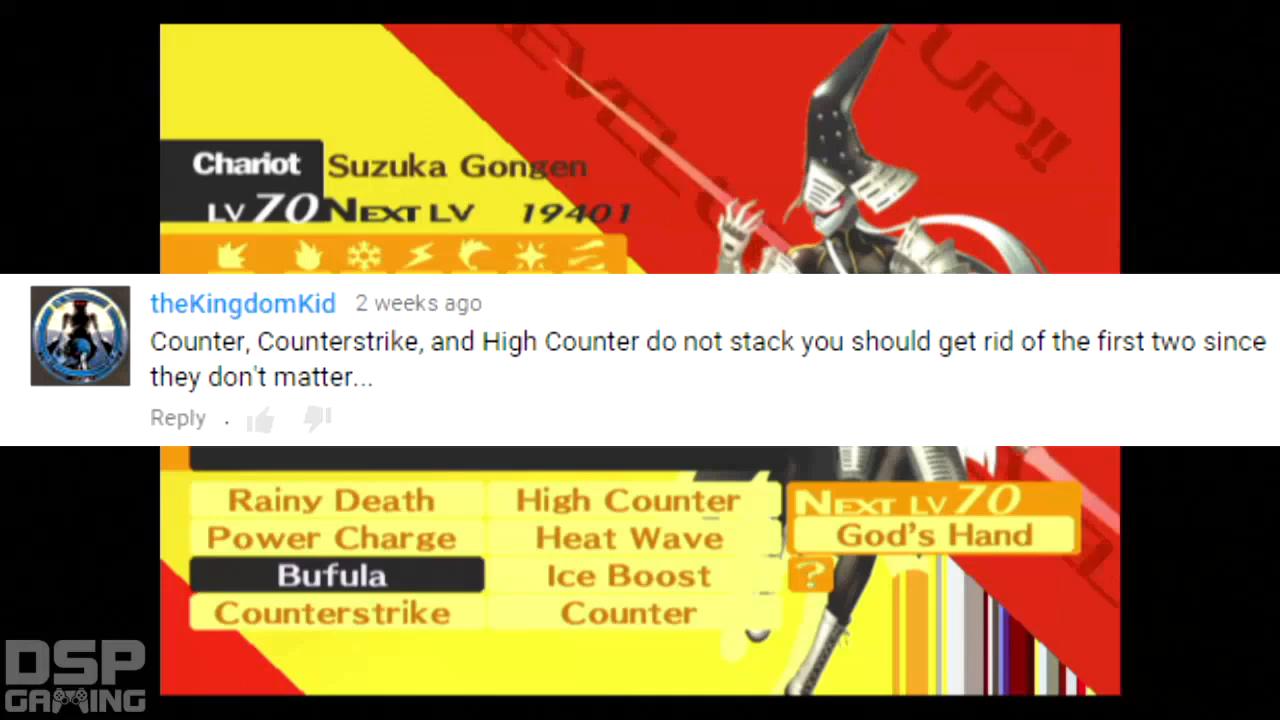 LEVEL UP!!
Chariot Suzuka Gongen
LV 70 NEXT LV 19401
theKingdomKid 2 weeks ago
Counter, Counterstrike, and High Counter do not stack you should get rid of the first two since
they don't matter...
Reply .
Rainy Death High Counter NEXT LV 70
Power Charge Heat Wave God's Hand
Bufula Ice Boost ?
Counterstrike Counter
DSP
GAMING